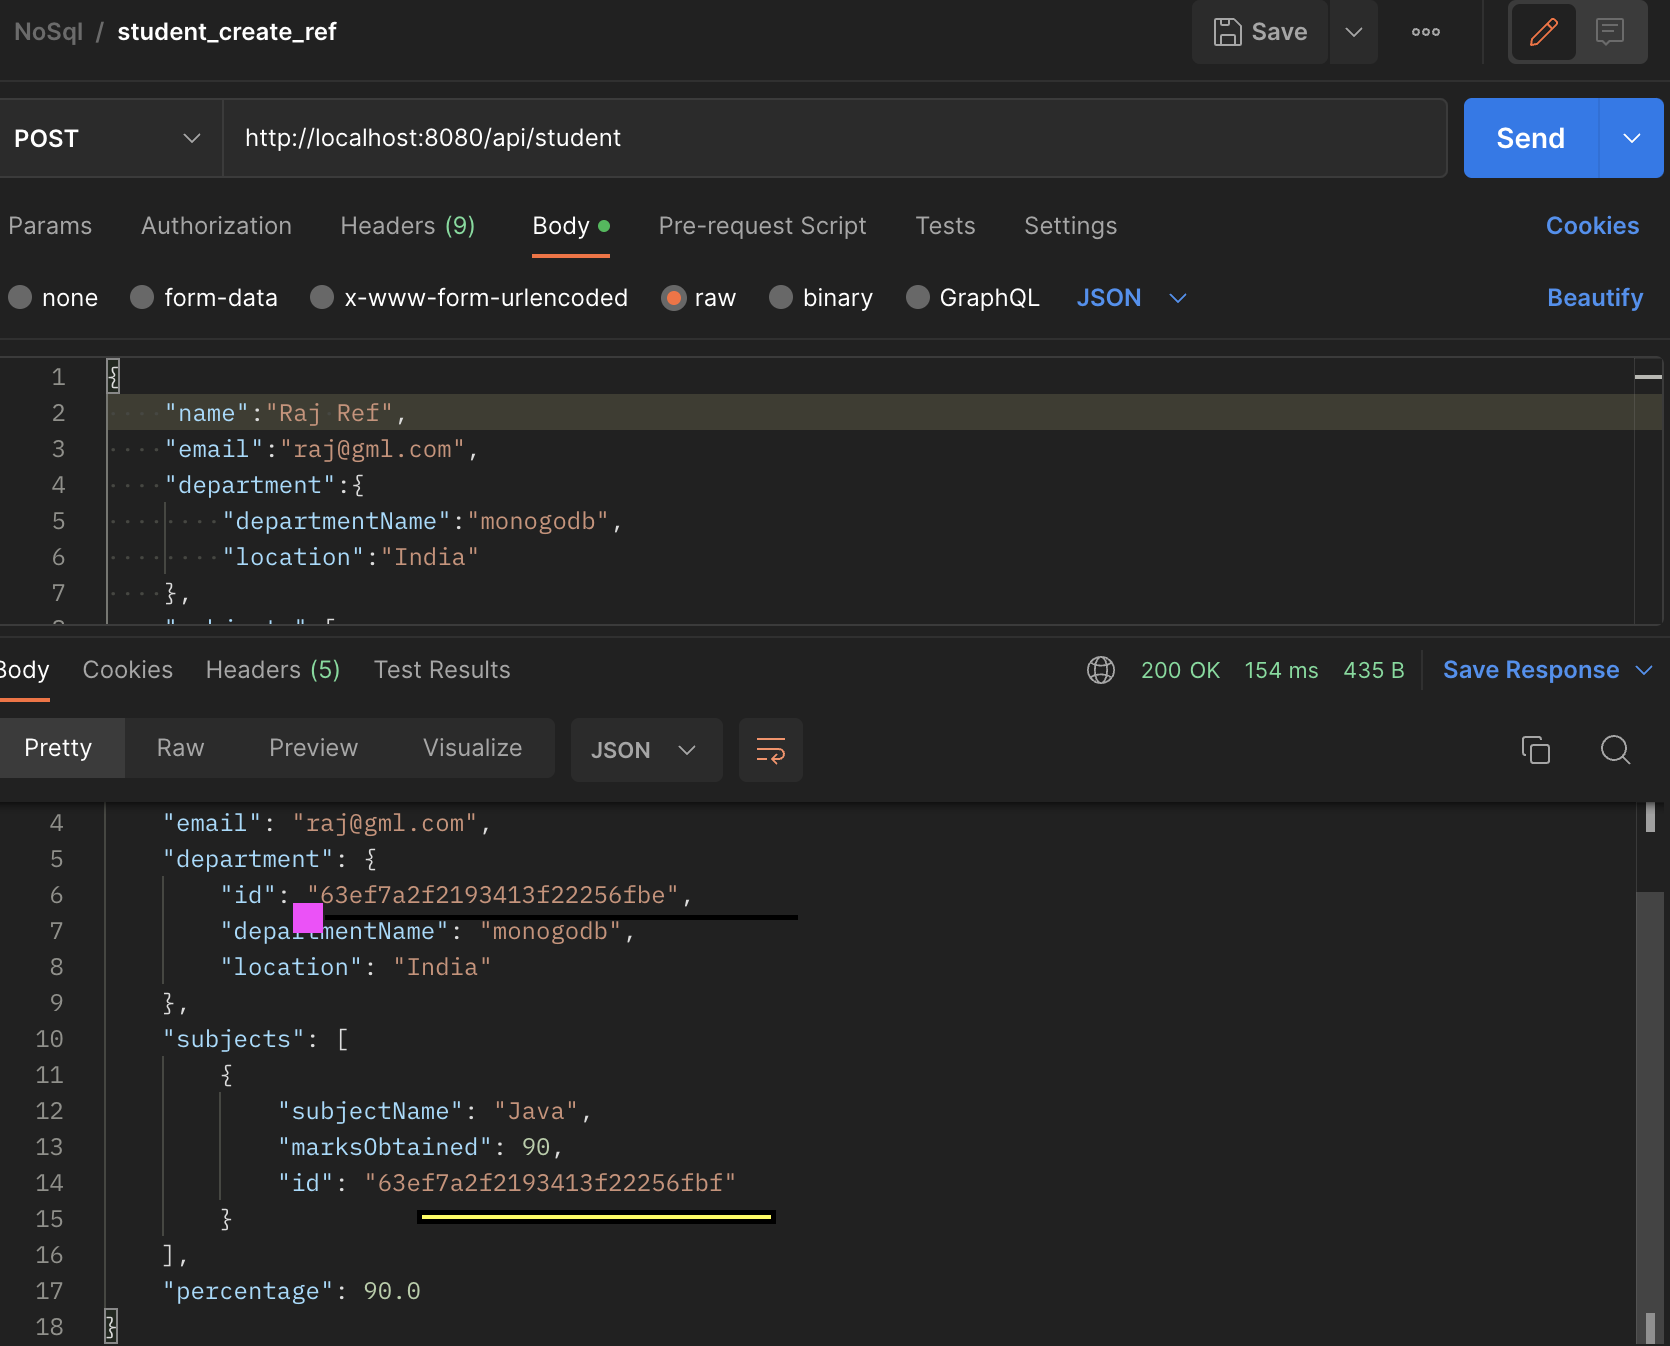 NoSql / student_create_ref
Save
POST
http://localhost:8080/api/student
Send
Params Authorization Headers (9) Body Pre-request Script Tests Settings Cookies
none form-data x-www-form-urlencoded raw binary GraphQL JSON Beautify
1 {
2 "name":"Raj Ref",
3 "email":"raj@gml.com",
4 "department":{
5 "departmentName":"monogodb",
6 "location":"India"
7 },
Body Cookies Headers (5) Test Results 200 OK 154 ms 435 B Save Response
Pretty Raw Preview Visualize JSON
4 "email": "raj@gml.com",
5 "department": {
6 "id": "63ef7a2f2193413f22256fbe",
7 "departmentName": "monogodb",
8 "location": "India"
9 },
10 "subjects": [
11 {
12 "subjectName": "Java",
13 "marksObtained": 90,
14 "id": "63ef7a2f2193413f22256fbf"
15 }
16 ],
17 "percentage": 90.0
18 }